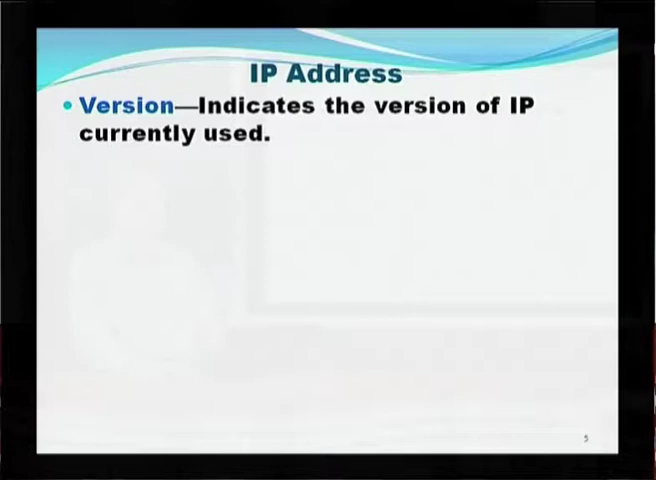 IP Address
• Version—Indicates the version of IP
currently used.
5